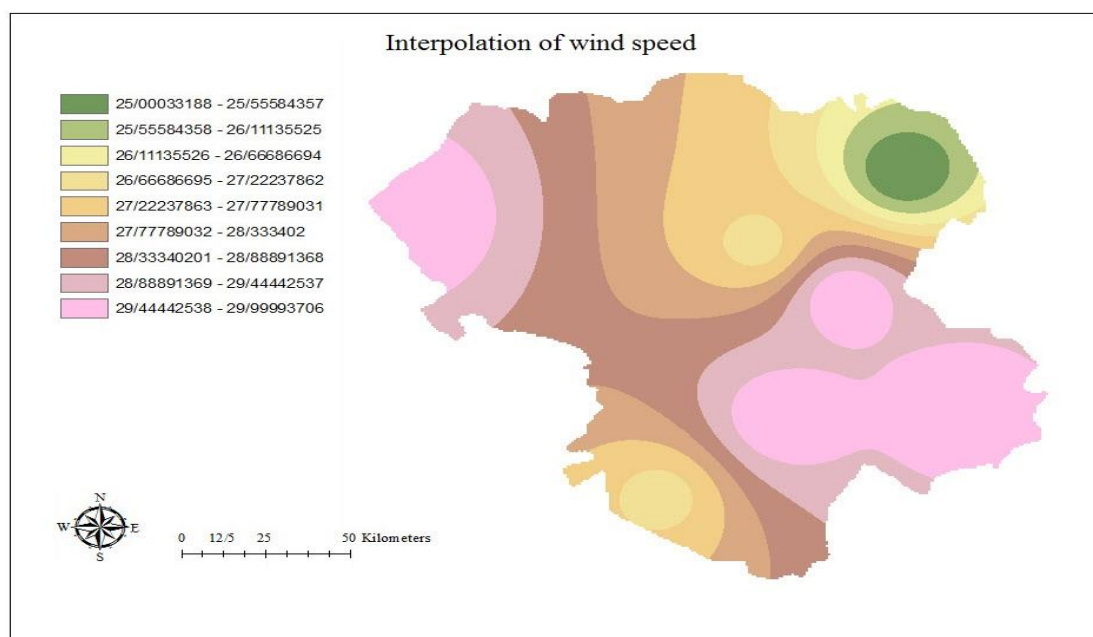 Interpolation of wind speed
25/00033188 - 25/55584357
25/55584358 - 26/11135525
26/11135526 - 26/66686694
26/66686695 - 27/22237862
27/22237863 - 27/77789031
27/77789032 - 28/333402
28/33340201 - 28/88891368
28/88891369 - 29/44442537
29/44442538 - 29/99993706
N
W E
S
0 12/5 25 50 Kilometers